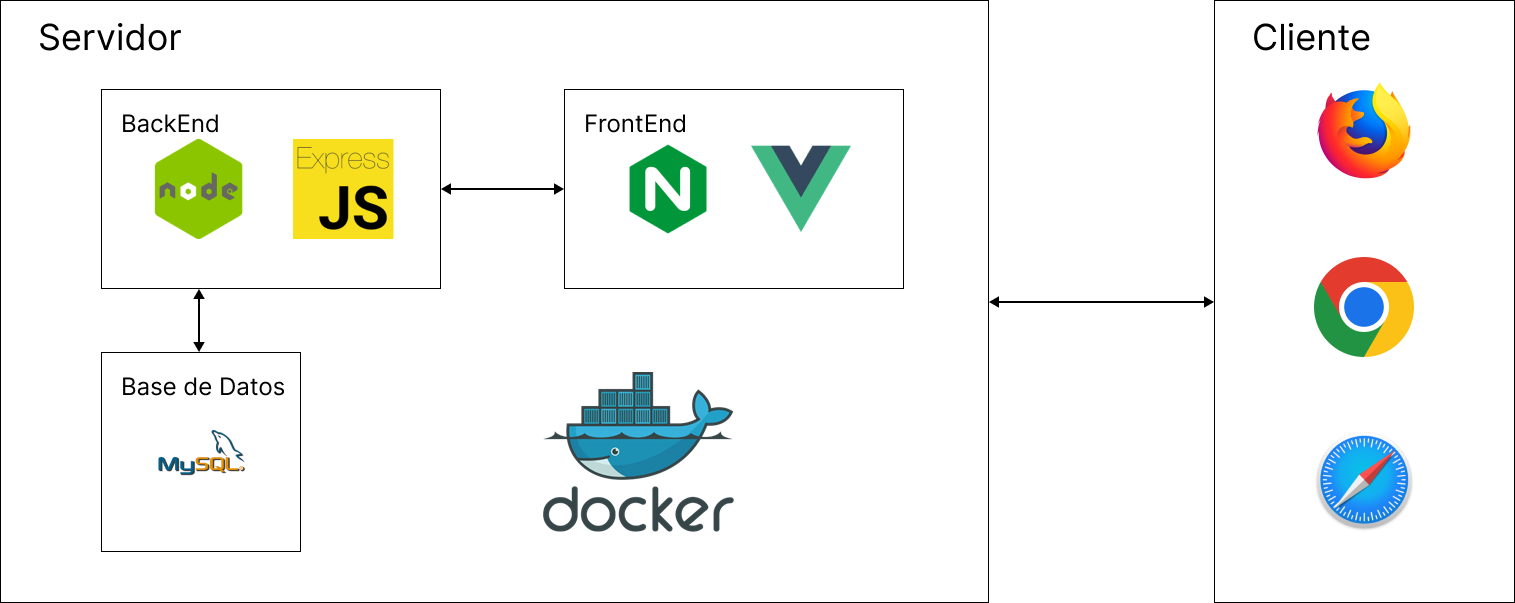 Servidor
Cliente
BackEnd
FrontEnd
node
Express
JS
N
Base de Datos
MySQL
docker